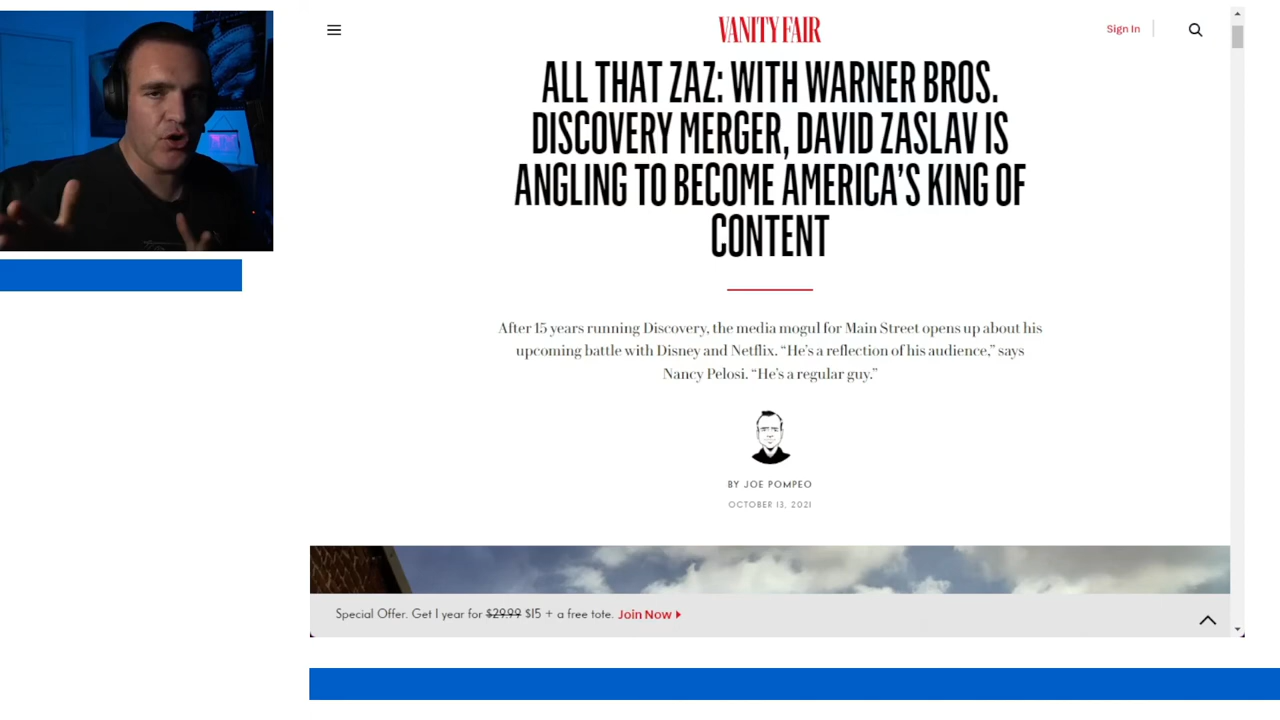 VANITY FAIR
Sign In
ALL THAT ZAZ: WITH WARNER BROS.
DISCOVERY MERGER, DAVID ZASLAV IS
ANGLING TO BECOME AMERICA'S KING OF
CONTENT
After 15 years running Discovery, the media mogul for Main Street opens up about his
upcoming battle with Disney and Netflix. “He's a reflection of his audience,” says
Nancy Pelosi. “He's a regular guy.”
BY JOE POMPEO
OCTOBER 13, 2021
Special Offer. Get 1 year for $29.99 $15 + a free tote. Join Now